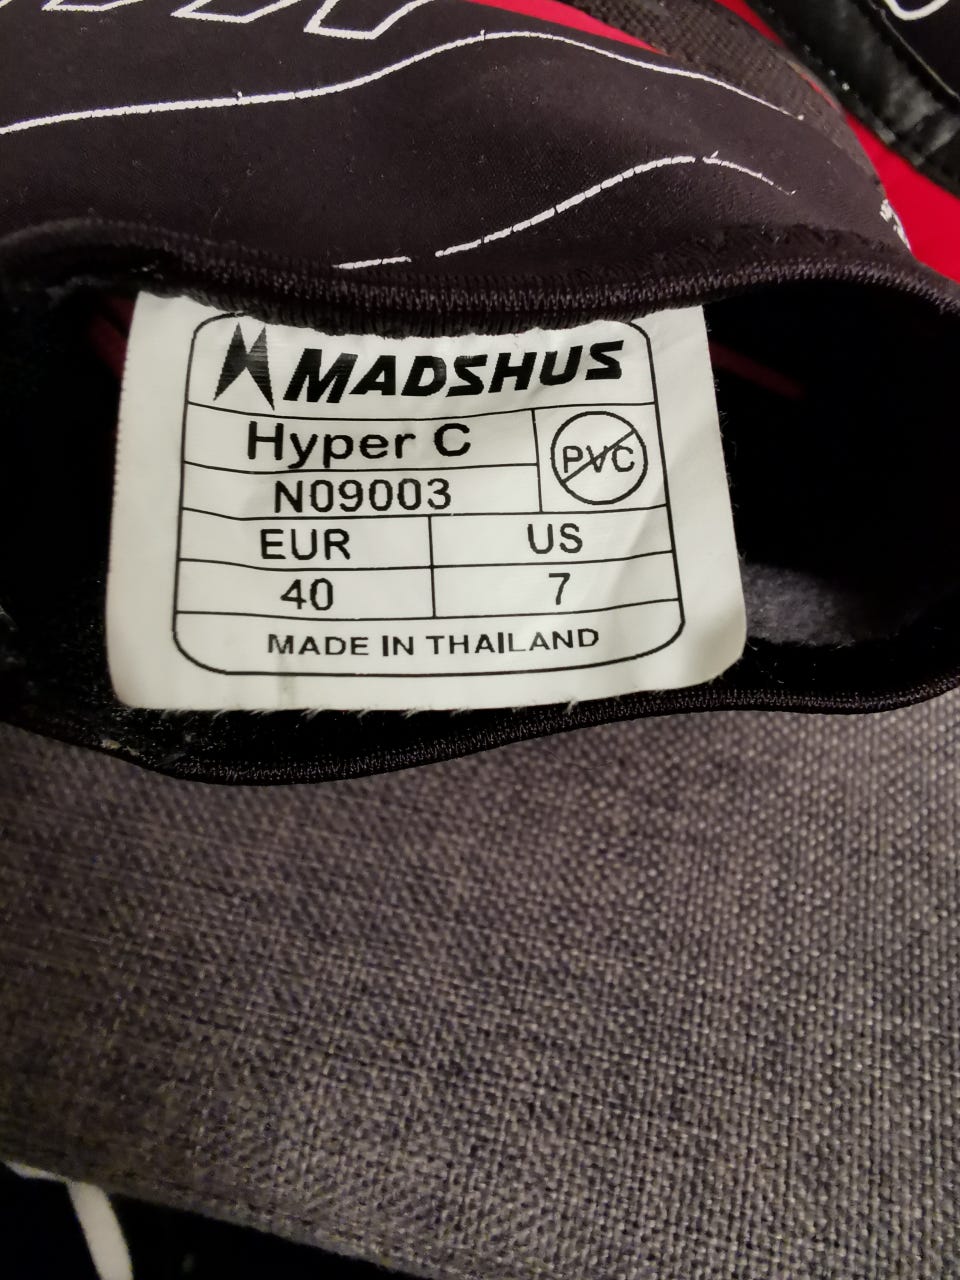 MADSHUS
Hyper C
PVC
N09003
EUR US
40 7
MADE IN THAILAND